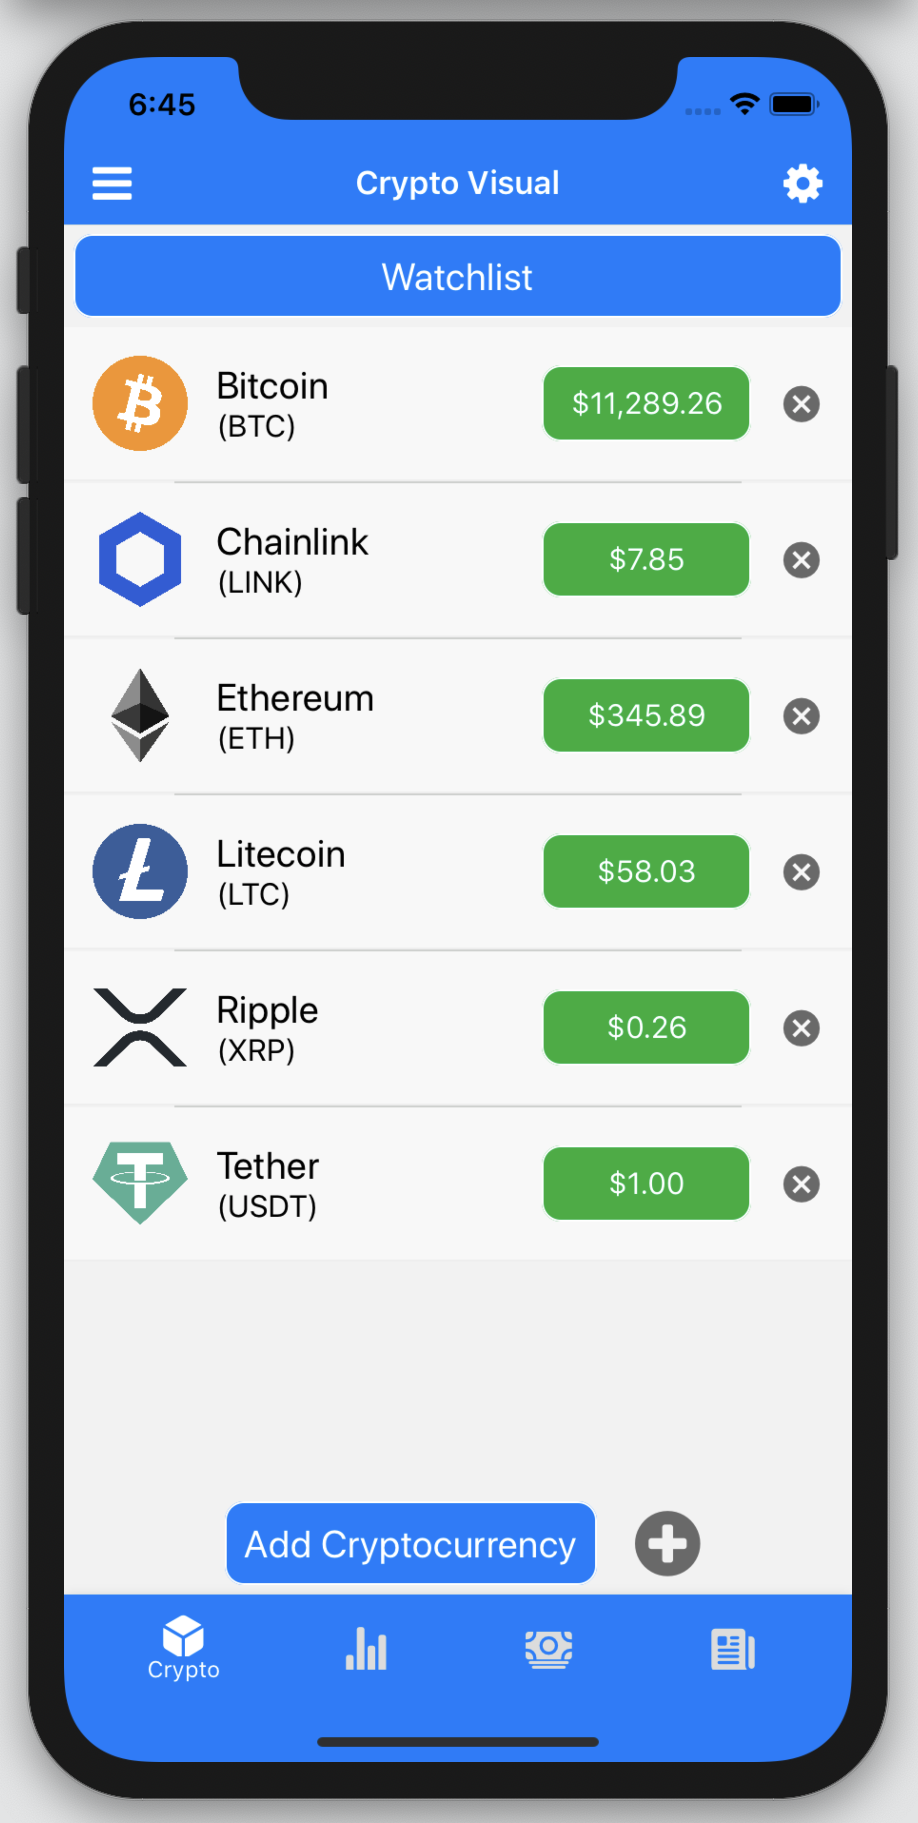 6:45
Crypto Visual
Watchlist
Bitcoin
(BTC)
$11,289.26
Chainlink
(LINK)
$7.85
Ethereum
(ETH)
$345.89
Litecoin
(LTC)
$58.03
Ripple
(XRP)
$0.26
Tether
(USDT)
$1.00
Add Cryptocurrency
Crypto